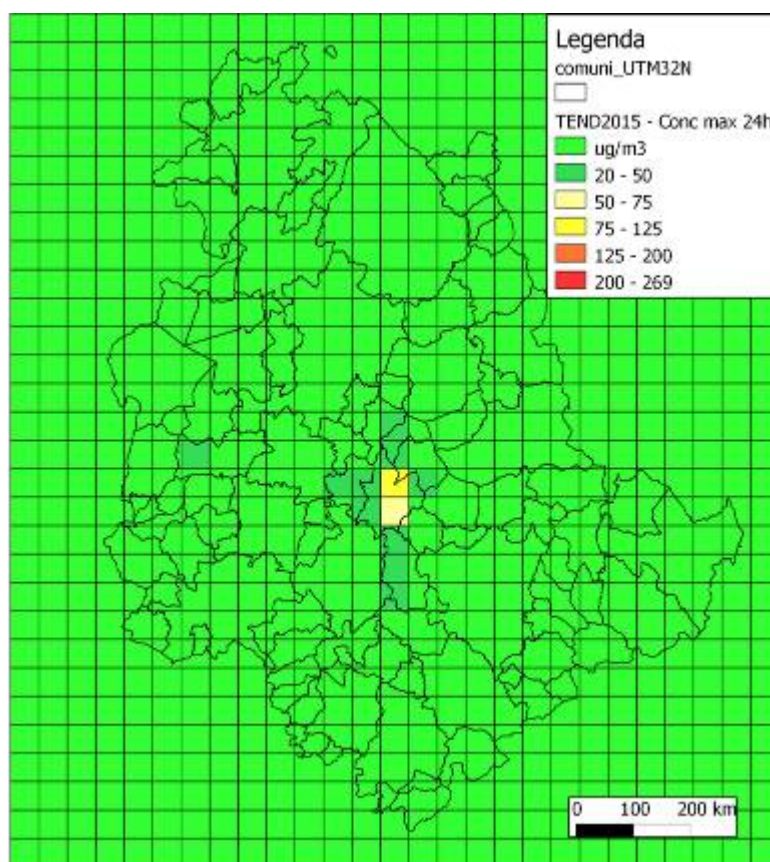 Legenda
comuni_UTM32N
TEND2015 - Conc max 24h
ug/m3
20 - 50
50 - 75
75 - 125
125 - 200
200 - 269
0 100 200 km